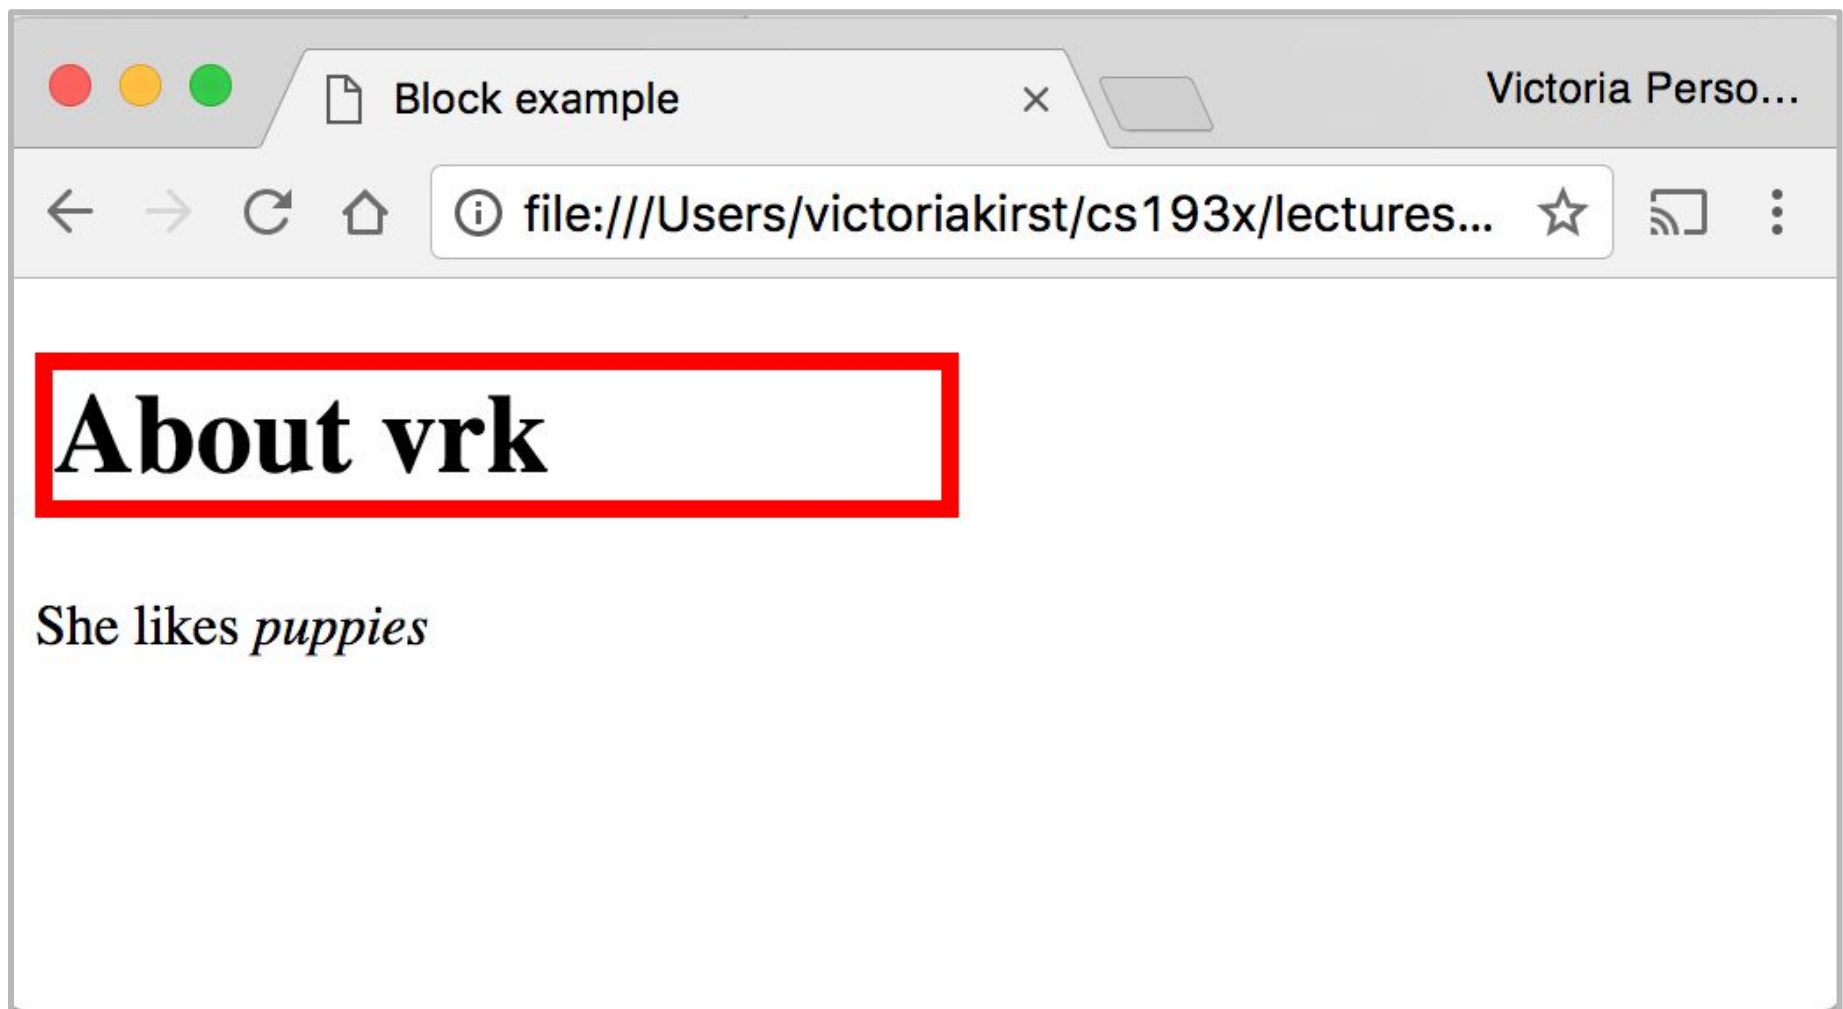 Block example
Victoria Perso...
file:///Users/victoriakirst/cs193x/lectures...
About vrk
She likes puppies